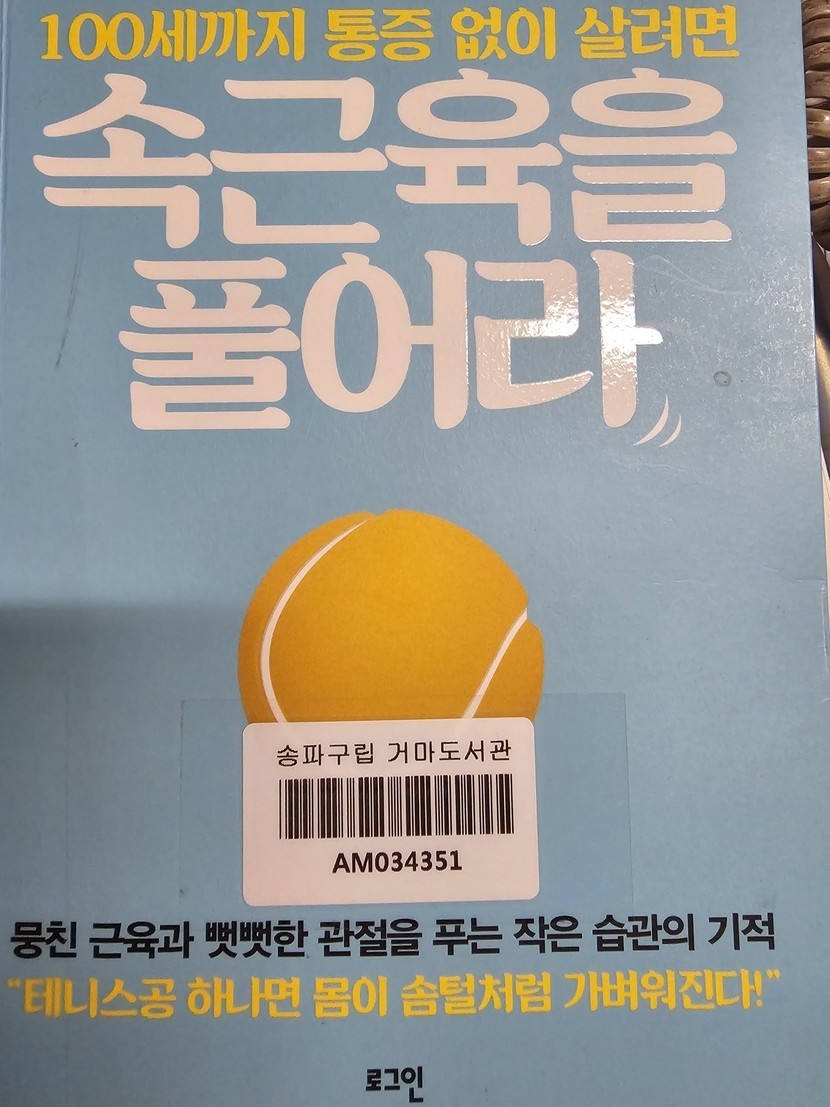 100세까지 통증 없이 살려면
속근육을
풀어라
송파구립 거마도서관
AM034351
뭉친 근육과 뻣뻣한 관절을 푸는 작은 습관의 기적
“테니스공 하나면 몸이 솜털처럼 가벼워진다!”
로그인